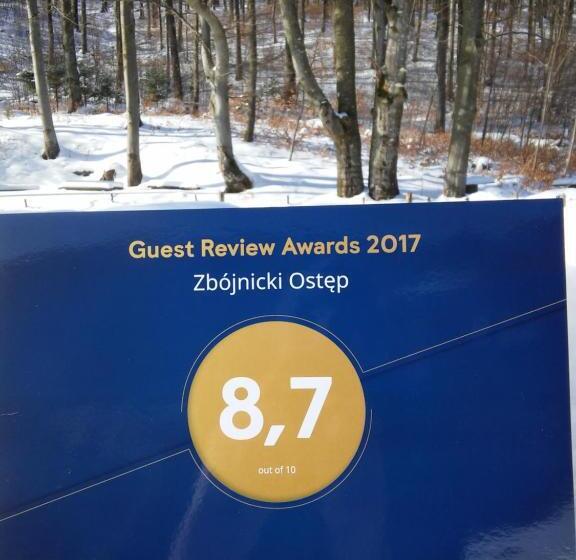 Guest Review Awards 2017
Zbójnicki Ostęp
8,7
out of 10